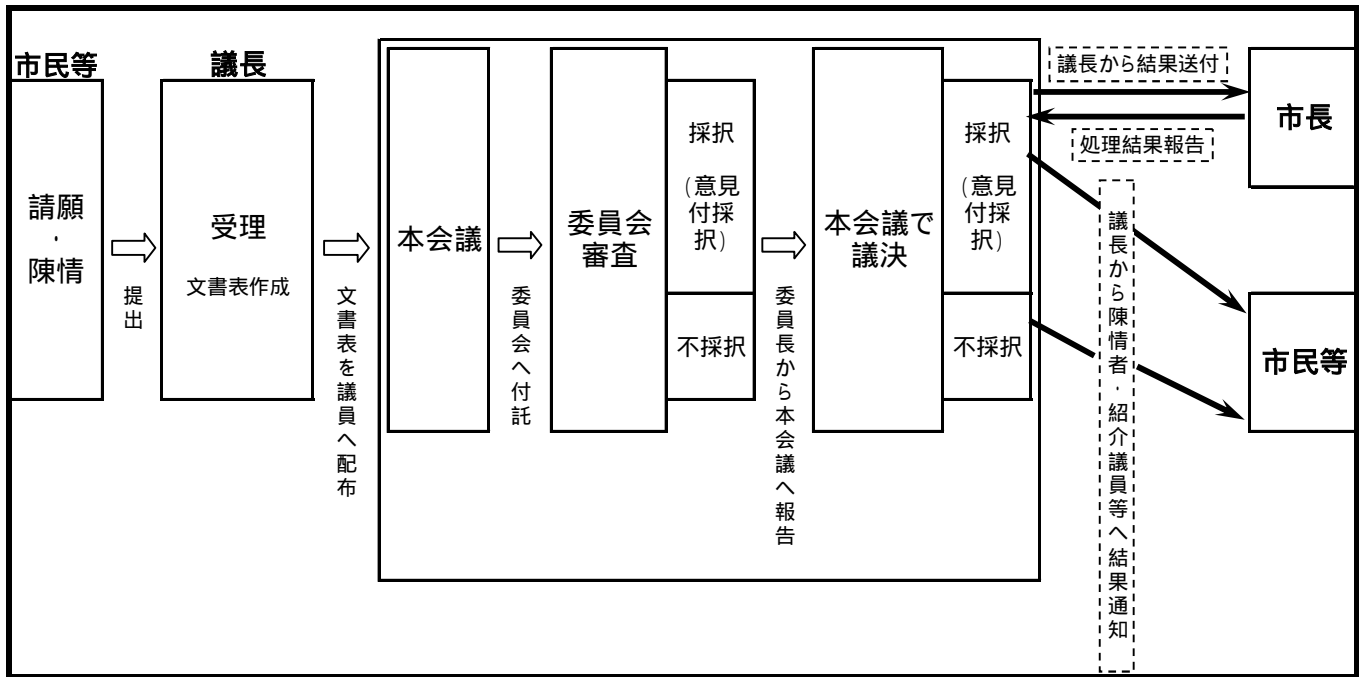 市民等
請願
・
陳情
提出
議長
受理
文書表作成
文書表を議員へ配布
本会議
委員会へ付託
委員会
審査
採択
(意見
付採
択)
不採択
委員長から本会議へ報告
本会議で
議決
採択
(意見
付採
択)
不採択
議長から結果送付
処理結果報告
議長から陳情者・紹介議員等へ結果通知
市長
市民等